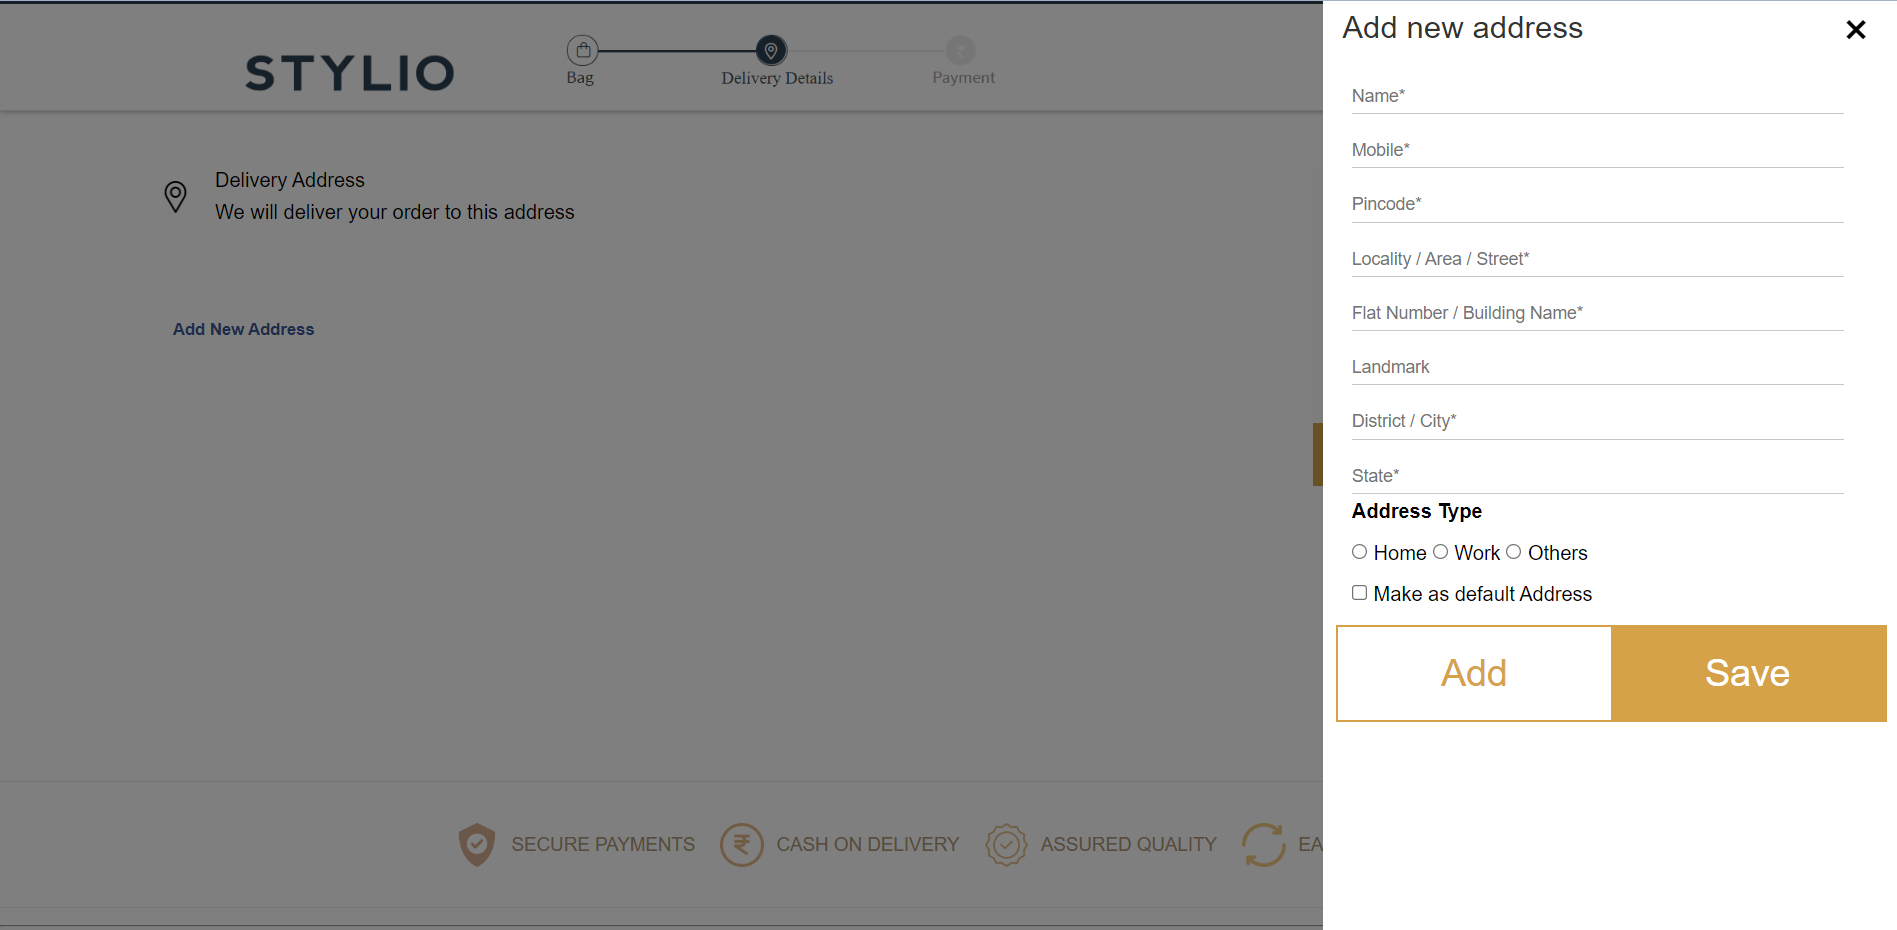 STYLIO
Bag
Delivery Details
Payment
Delivery Address
We will deliver your order to this address
Add New Address
SECURE PAYMENTS
CASH ON DELIVERY
ASSURED QUALITY
EA
Add new address
Name*
Mobile*
Pincode*
Locality / Area / Street*
Flat Number / Building Name*
Landmark
District / City*
State*
Address Type
Home Work Others
Make as default Address
Add
Save